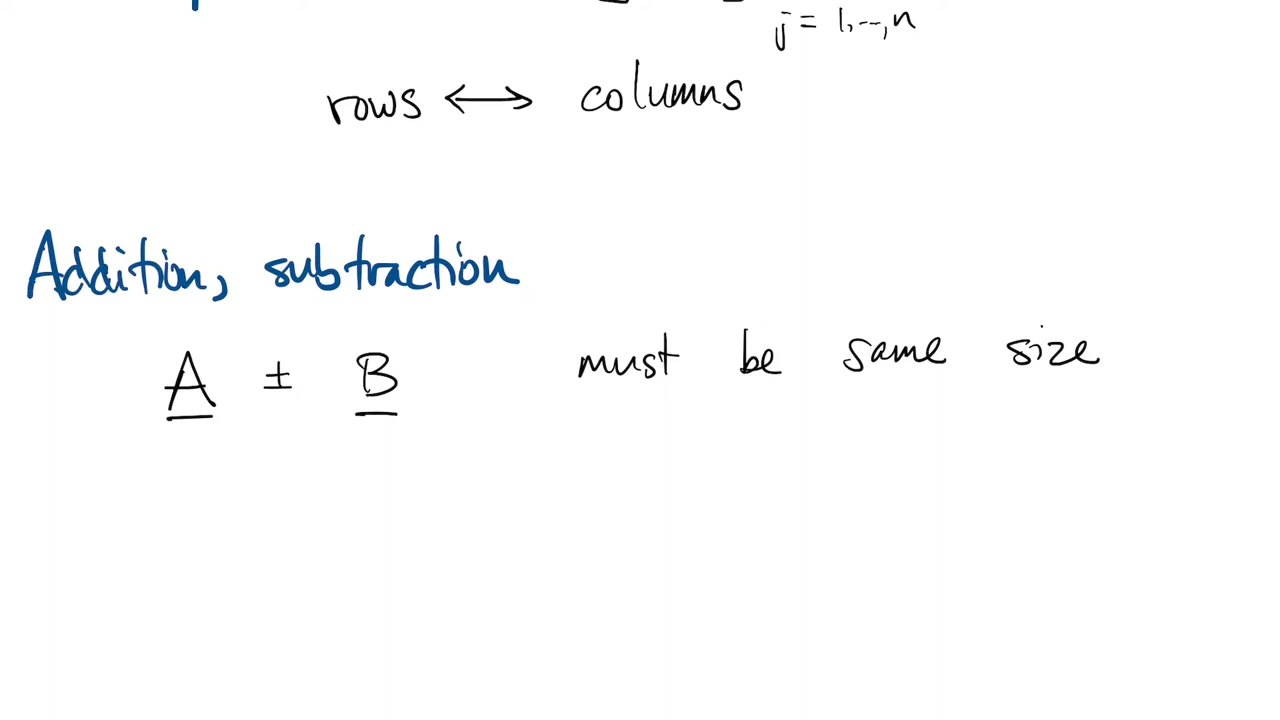 j = 1,...,n
rows ↔ columns
Addition, subtraction
A ± B must be same size